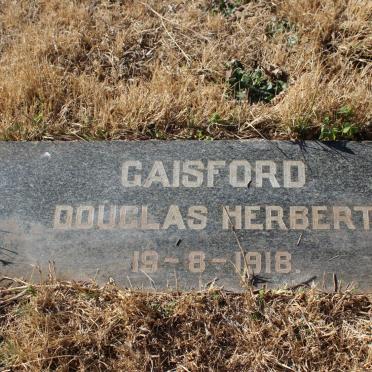 GAISFORD
DOUGLAS HERBERT
19-8-1918